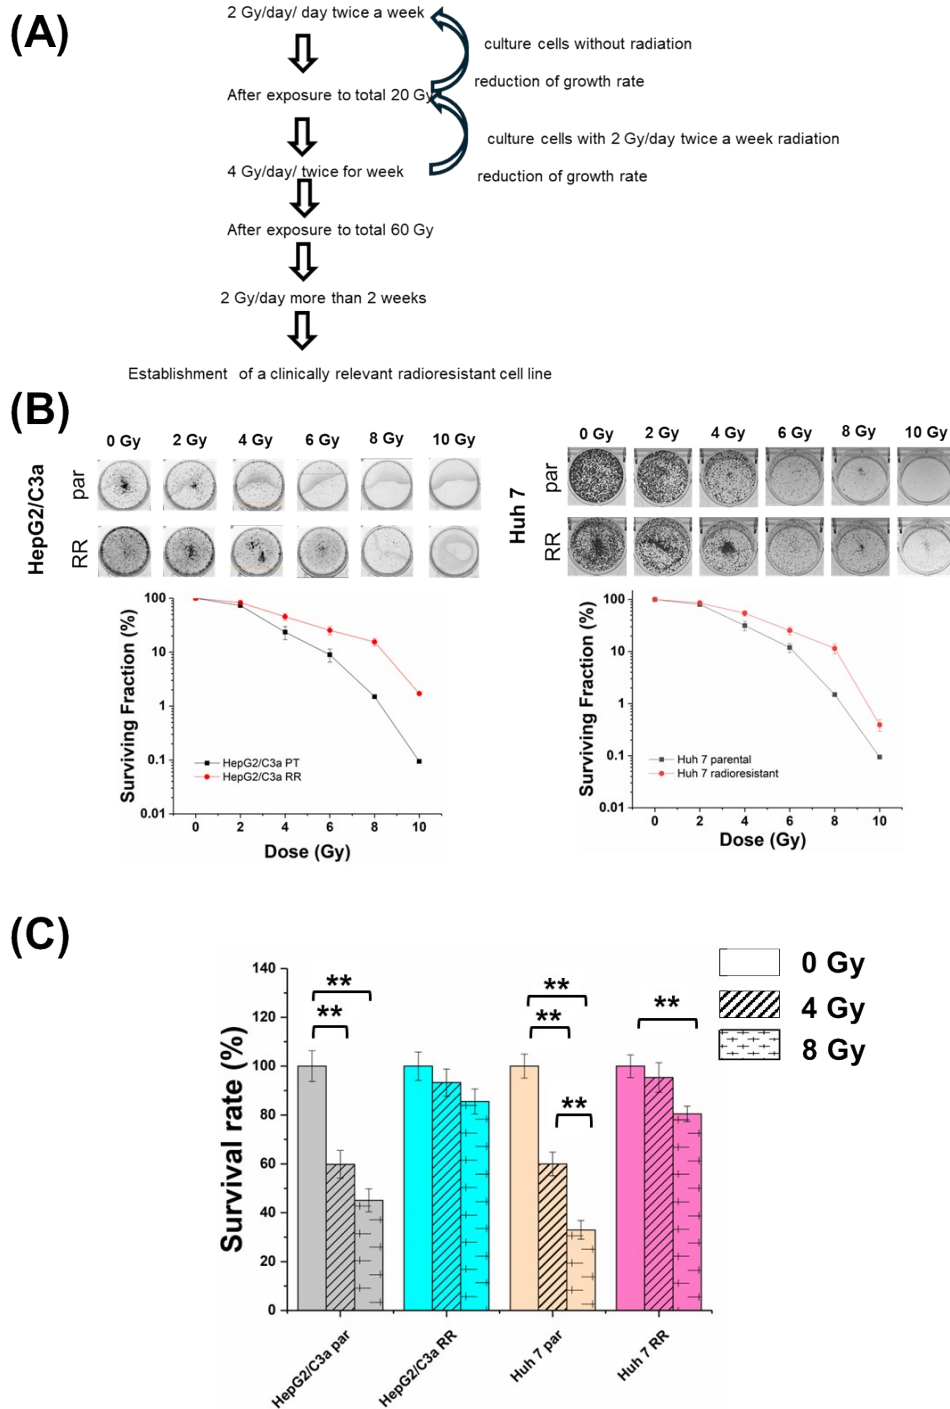 (A)
2 Gy/day/ day twice a week
culture cells without radiation
reduction of growth rate
After exposure to total 20 Gy
culture cells with 2 Gy/day twice a week radiation
4 Gy/day/ twice for week
reduction of growth rate
After exposure to total 60 Gy
2 Gy/day more than 2 weeks
Establishment of a clinically relevant radioresistant cell line
(B)
HepG2/C3a
0 Gy 2 Gy 4 Gy 6 Gy 8 Gy 10 Gy
par
RR
Surviving Fraction (%)
100
10
1
0.1
0.01
HepG2/C3a PT
HepG2/C3a RR
0 2 4 6 8 10
Dose (Gy)
Huh 7
0 Gy 2 Gy 4 Gy 6 Gy 8 Gy 10 Gy
par
RR
Surviving Fraction (%)
100
10
1
0.1
0.01
Huh 7 parental
Huh 7 radioresistant
0 2 4 6 8 10
Dose (Gy)
(C)
0 Gy
4 Gy
8 Gy
Survival rate (%)
140
120
100
80
60
40
20
0
**
**
**
**
**
**
HepG2/C3a par
HepG2/C3a RR
Huh 7 par
Huh 7 RR